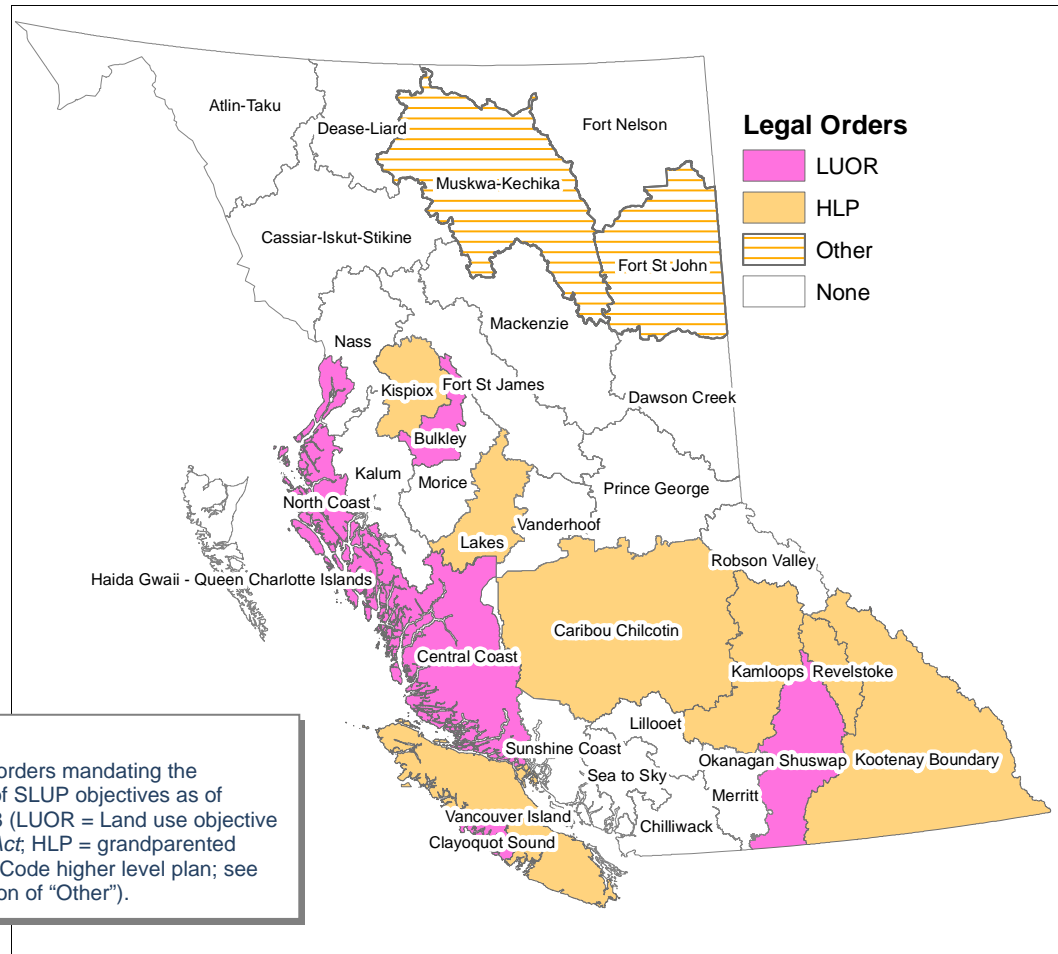 Atlin-Taku
Dease-Liard
Fort Nelson
Muskwa-Kechika
Cassiar-Iskut-Stikine
Fort St John
Legal Orders
LUOR
HLP
Other
None
Mackenzie
Nass
Kispiox
Fort St James
Dawson Creek
Bulkley
Kalum
Morice
Prince George
North Coast
Vanderhoof
Lakes
Robson Valley
Haida Gwaii - Queen Charlotte Islands
Caribou Chilcotin
Central Coast
Kamloops
Revelstoke
Lillooet
Sunshine Coast
Okanagan Shuswap
Kootenay Boundary
Sea to Sky
Merritt
Vancouver Island
Chilliwack
Clayoquot Sound
orders mandating the
of SLUP objectives as of
(LUOR = Land use objective
Act; HLP = grandparented
Code higher level plan; see
on of “Other”).